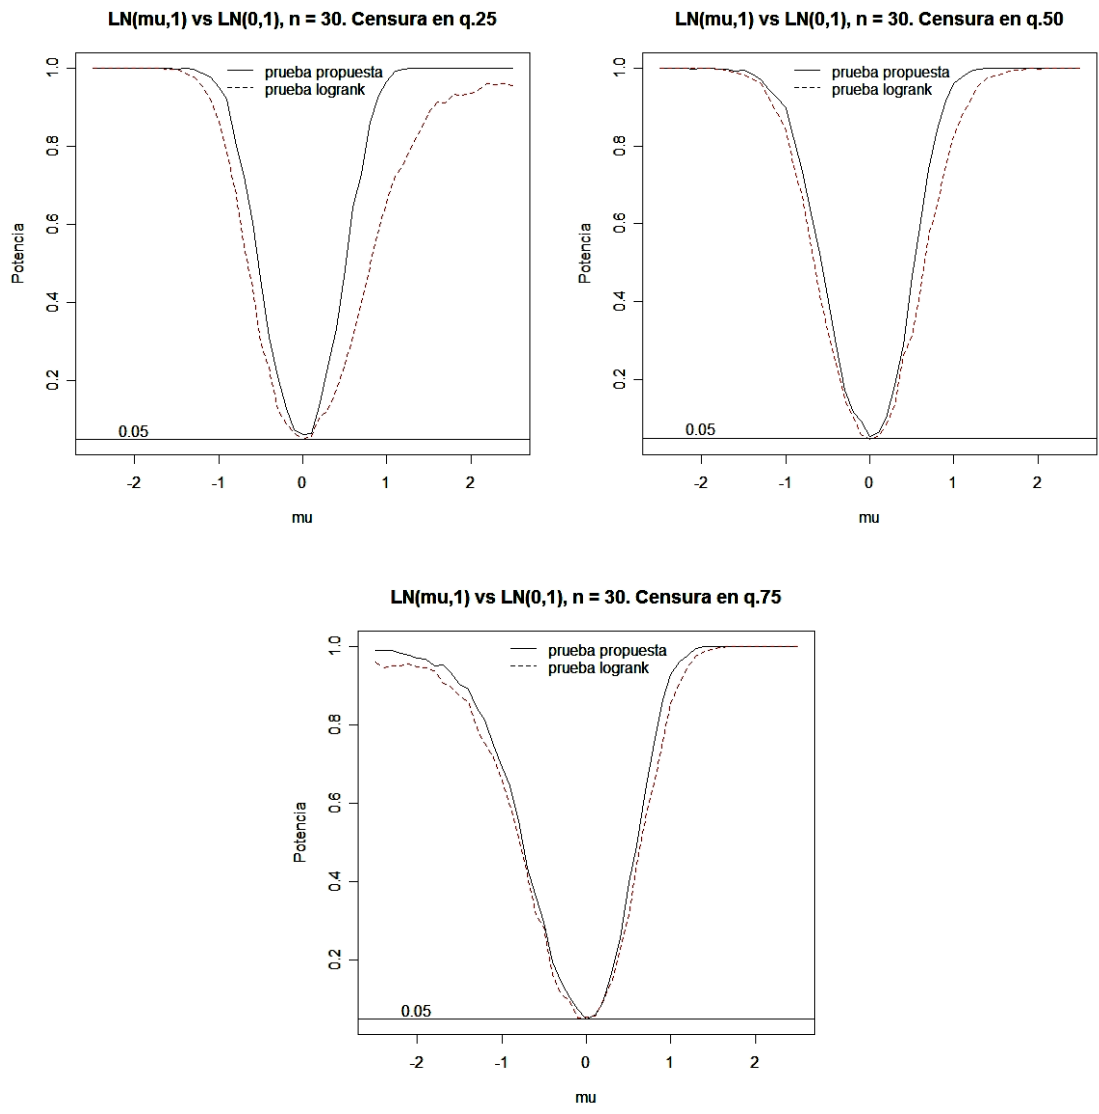 LN(mu,1) vs LN(0,1), n = 30. Censura en q.25
prueba propuesta
prueba logrank
1.0
0.8
0.6
0.4
0.2
Potencia
0.05
-2 -1 0 1 2
mu
LN(mu,1) vs LN(0,1), n = 30. Censura en q.50
prueba propuesta
prueba logrank
1.0
0.8
0.6
0.4
0.2
Potencia
0.05
-2 -1 0 1 2
mu
LN(mu,1) vs LN(0,1), n = 30. Censura en q.75
prueba propuesta
prueba logrank
1.0
0.8
0.6
0.4
0.2
Potencia
0.05
-2 -1 0 1 2
mu